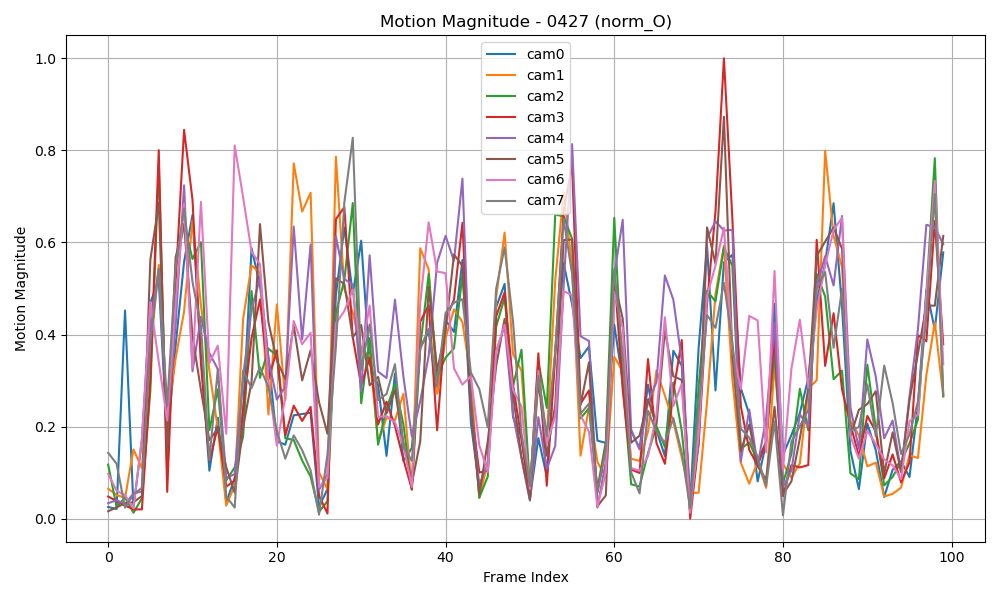 Motion Magnitude - 0427 (norm_O)
Motion Magnitude
1.0
0.8
0.6
0.4
0.2
0.0
cam0
cam1
cam2
cam3
cam4
cam5
cam6
cam7
0 20 40 60 80 100
Frame Index